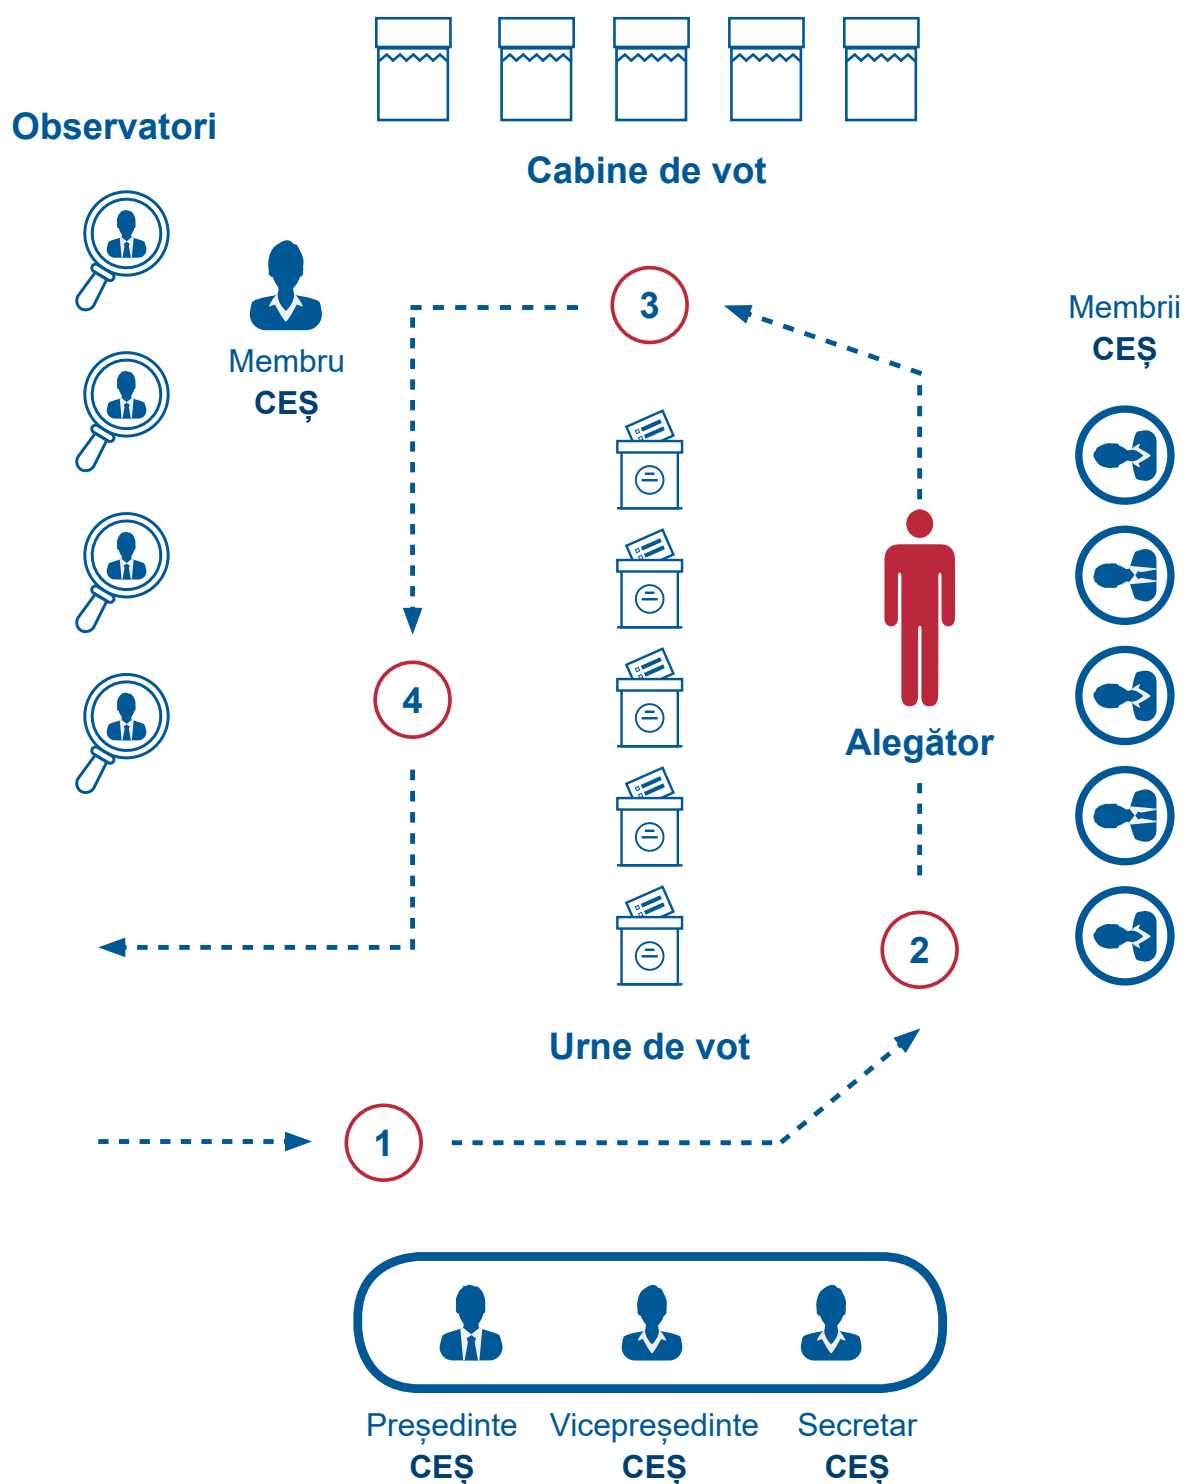 Observatori
Cabine de vot
Membru
CEȘ
3
Membrii
CEȘ
4
Alegător
2
Urne de vot
1
Președinte
CEȘ
Vicepreședinte
CEȘ
Secretar
CEȘ